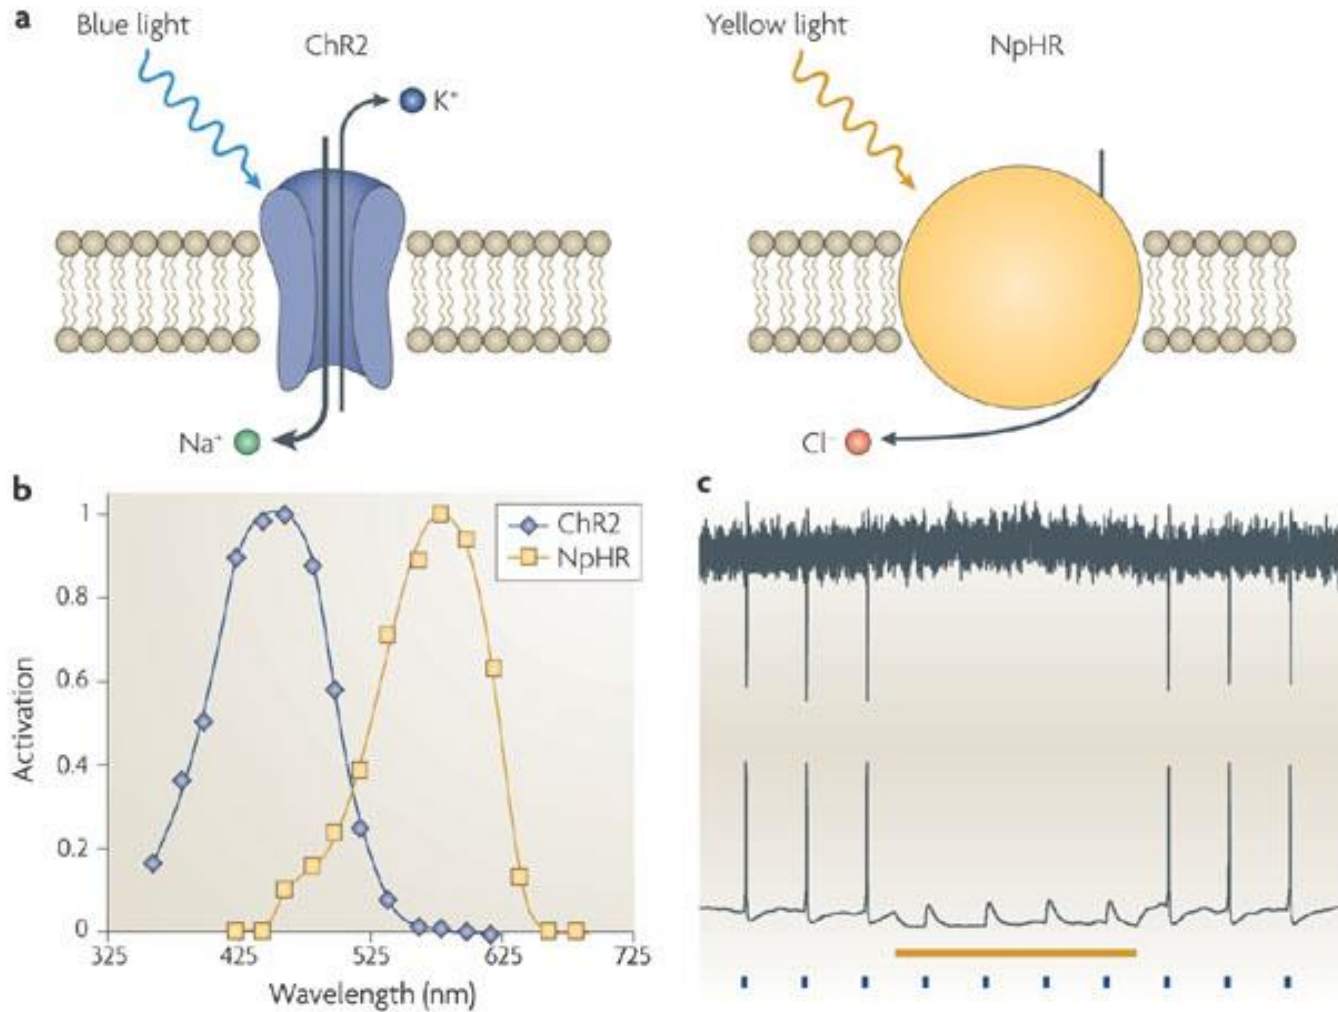 a
Blue light
ChR2
K⁺
Na⁺
Yellow light
NpHR
Cl⁻
b
1
0.8
0.6
0.4
0.2
0
Activation
325 425 525 625 725
Wavelength (nm)
ChR2
NpHR
c